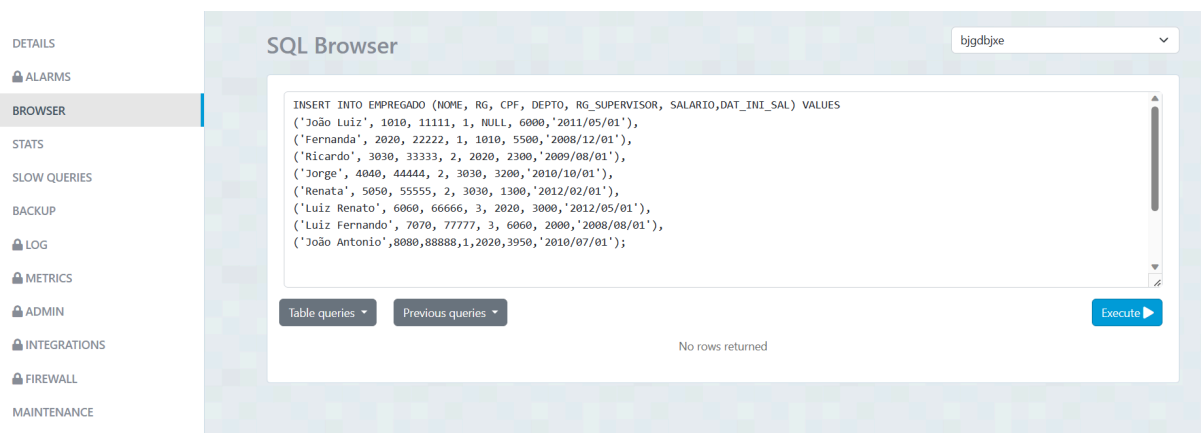 DETAILS
ALARMS
BROWSER
STATS
SLOW QUERIES
BACKUP
LOG
METRICS
ADMIN
INTEGRATIONS
FIREWALL
MAINTENANCE
SQL Browser
bjgdbjxe
INSERT INTO EMPREGADO (NOME, RG, CPF, DEPTO, RG_SUPERVISOR, SALARIO,DAT_INI_SAL) VALUES
('João Luiz', 1010, 11111, 1, NULL, 6000,'2011/05/01'),
('Fernanda', 2020, 22222, 1, 1010, 5500,'2008/12/01'),
('Ricardo', 3030, 33333, 2, 2020, 2300,'2009/08/01'),
('Jorge', 4040, 44444, 2, 3030, 3200,'2010/10/01'),
('Renata', 5050, 55555, 2, 3030, 1300,'2012/02/01'),
('Luiz Renato', 6060, 66666, 3, 2020, 3000,'2012/05/01'),
('Luiz Fernando', 7070, 77777, 3, 6060, 2000,'2008/08/01'),
('João Antonio',8080,88888,1,2020,3950,'2010/07/01');
Table queries
Previous queries
Execute
No rows returned